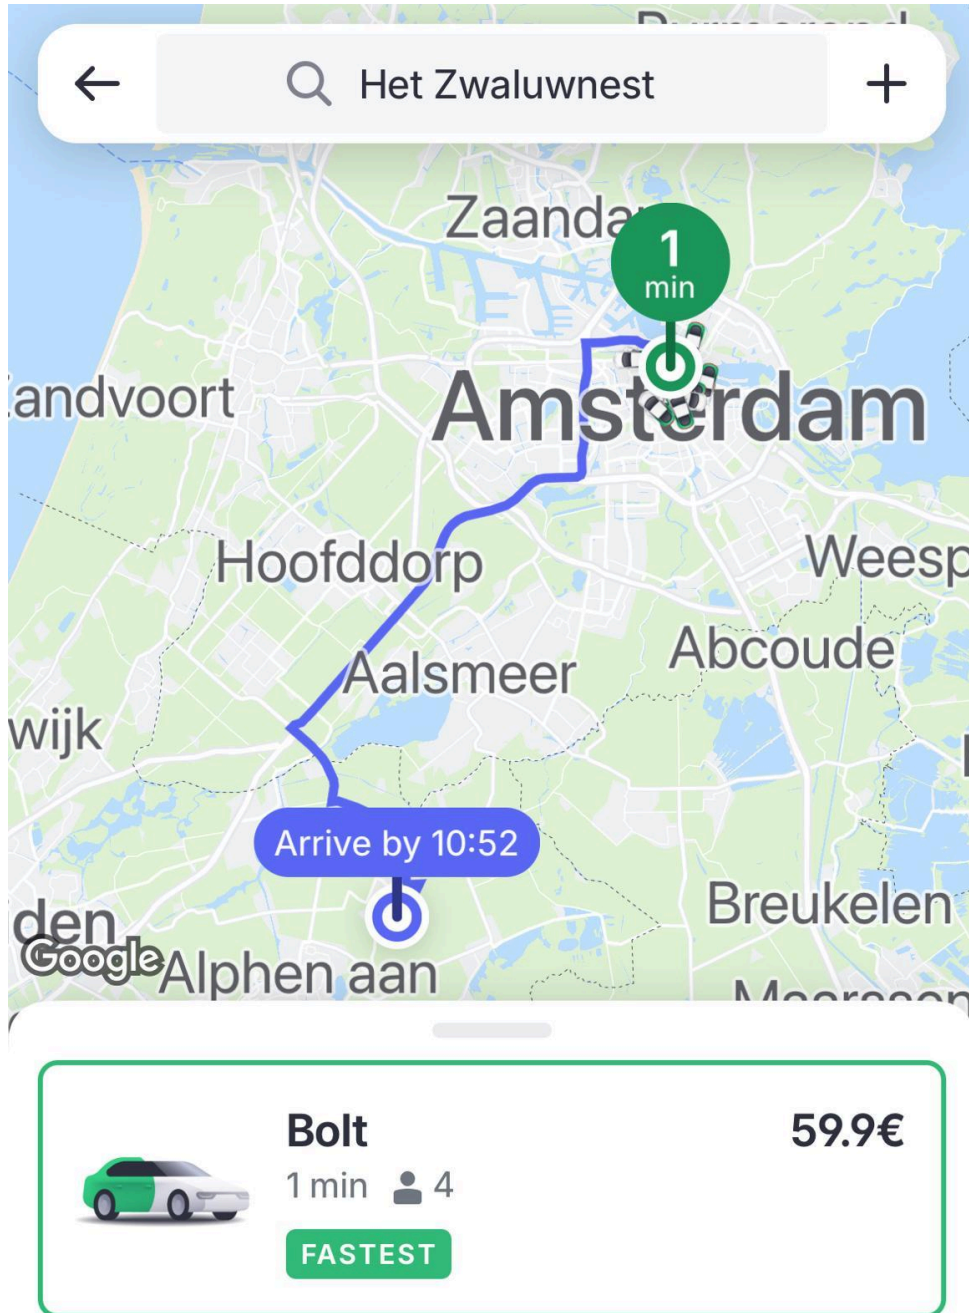 Het Zwaluwnest
Zaanda
1
min
andvoort
Amsterdam
Hoofddorp
Weesp
Aalsmeer
Abcoude
wijk
Arrive by 10:52
Breukelen
den
Google
Alphen aan
Bolt
59.9€
1 min 4
FASTEST